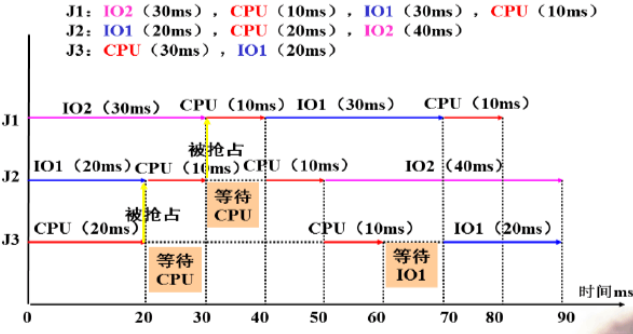 J1：IO2（30ms），CPU（10ms），IO1（30ms），CPU（10ms）
J2：IO1（20ms），CPU（20ms），IO2（40ms）
J3：CPU（30ms），IO1（20ms）
IO2（30ms） CPU（10ms） IO1（30ms） CPU（10ms）
J1
被抢占
IO1（20ms） CPU（10ms） CPU（10ms） IO2（40ms）
J2
等待
CPU
被抢占
CPU（20ms） CPU（10ms） IO1（20ms）
J3
等待 等待
CPU IO1
时间ms
0 20 30 40 50 60 70 80 90